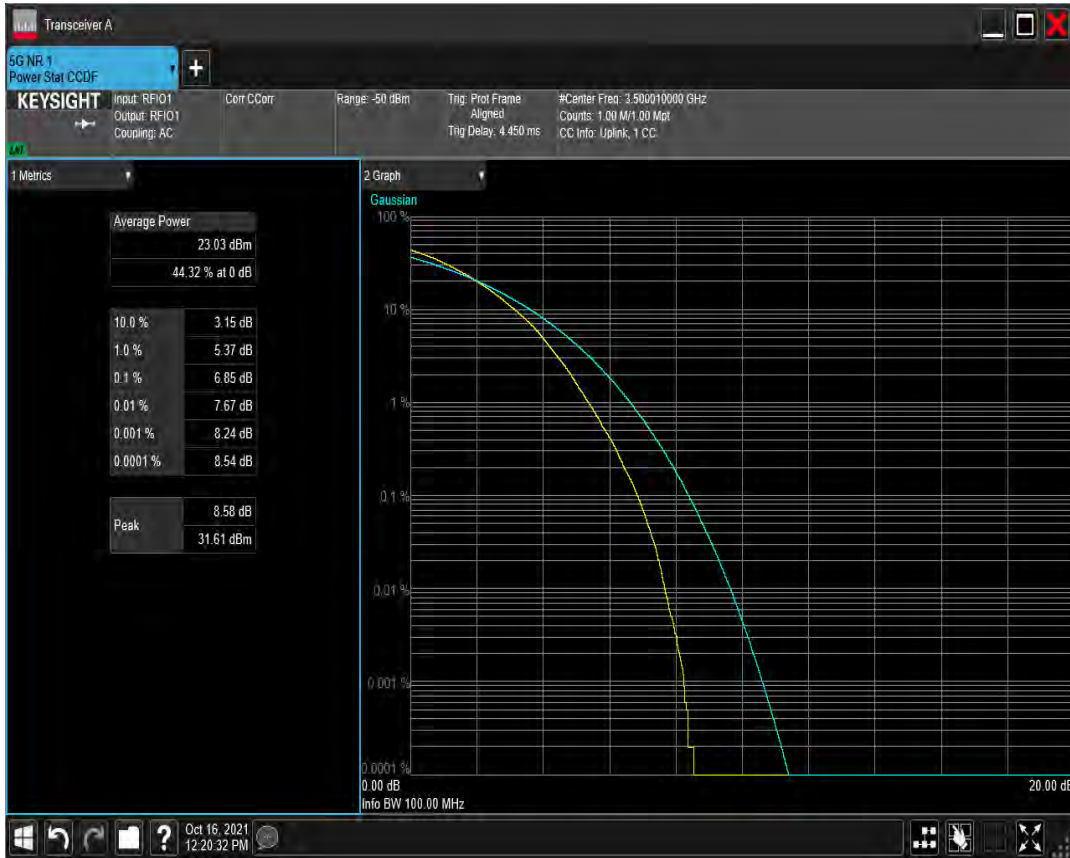 Transceiver A
5G NR 1
Power Stat CCDF
+
KEYSIGHT
Input: RFIO1
Output: RFIO1
Coupling: AC
Corr CCorr
Range: -50 dBm
Trig: Prot Frame
Aligned
Trig Delay: 4.450 ms
#Center Freq: 3.500010000 GHz
Counts: 1.00 M/1.00 Mpt
CC Info: Uplink, 1 CC
LNI
1 Metrics
Average Power
23.03 dBm
44.32 % at 0 dB
10.0 % 3.15 dB
1.0 % 5.37 dB
0.1 % 6.85 dB
0.01 % 7.67 dB
0.001 % 8.24 dB
0.0001 % 8.54 dB
Peak
8.58 dB
31.61 dBm
2 Graph
Gaussian
100 %
10 %
1 %
0.1 %
0.01 %
0.001 %
0.0001 %
0.00 dB
20.00 dB
Info BW 100.00 MHz
?
Oct 16, 2021
12:20:32 PM